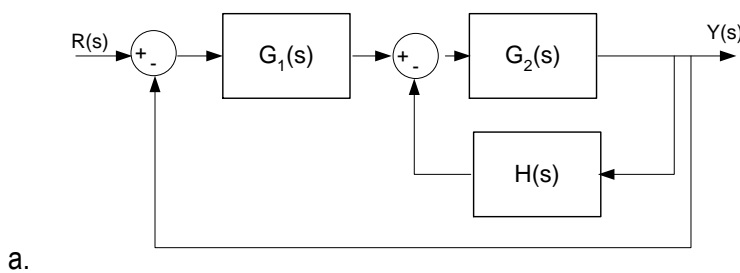 R(s)
+
-
G₁(s)
+
-
G₂(s)
Y(s)
H(s)
a.